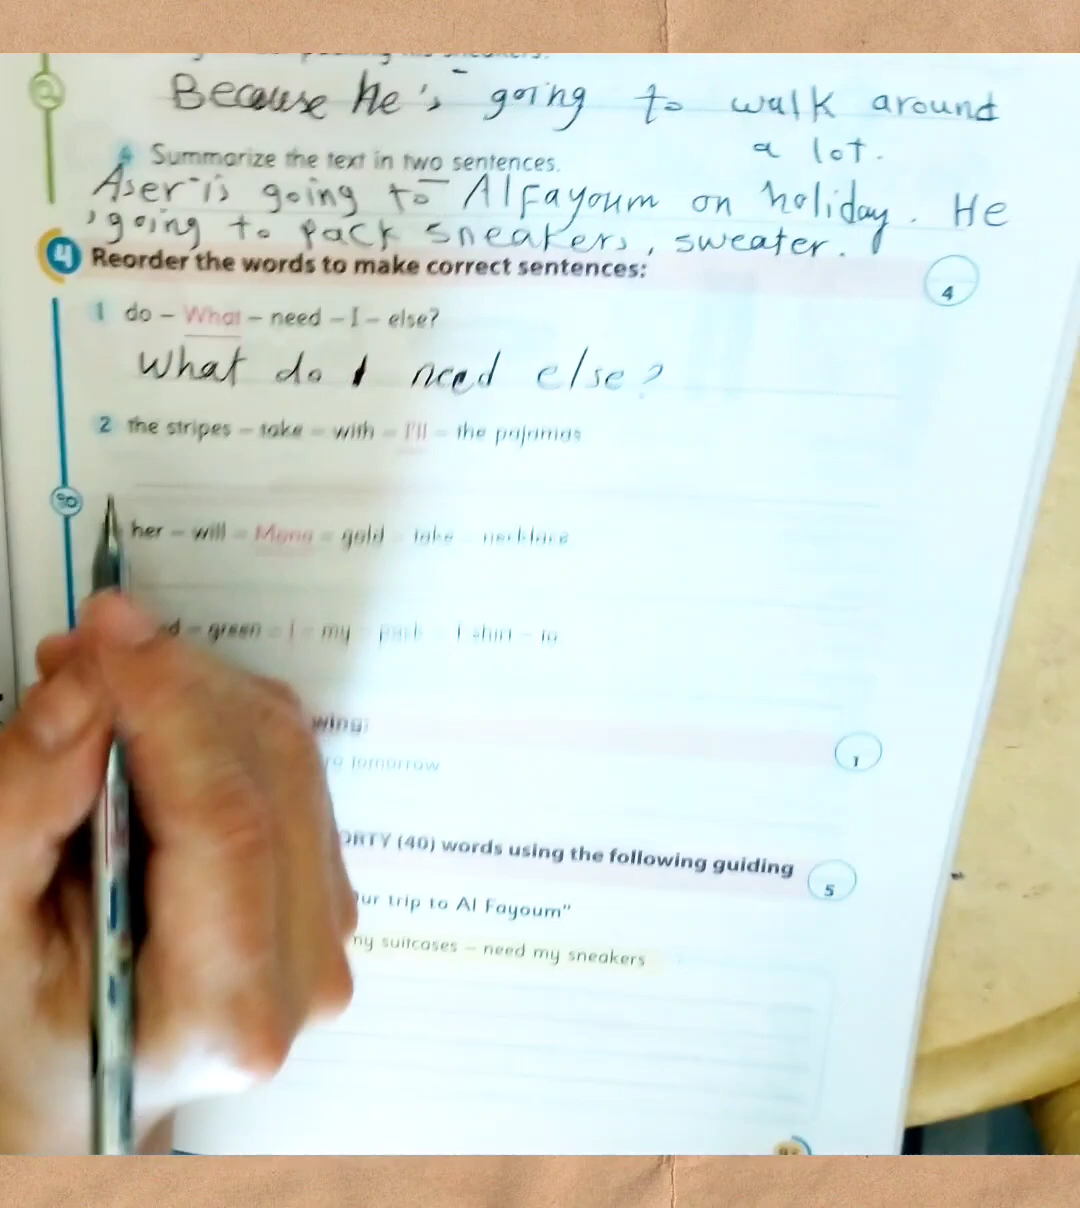 Because He's going to walk around
a lot.
Summarize the text in two sentences.
Aser is going to Al Fayoum on holiday. He
's going to pack sneakers, sweater.
4 Reorder the words to make correct sentences:
4
1 do – What – need – I – else?
What do I need else?
2 the stripes – take – with – I'll – the pajamas
90
her – will – Mona – gold – take – necklace
green – I – my – pack – T-shirt – to
wing:
1
tomorrow
(40) words using the following guiding
5
trip to Al Fayoum"
my suitcases – need my sneakers